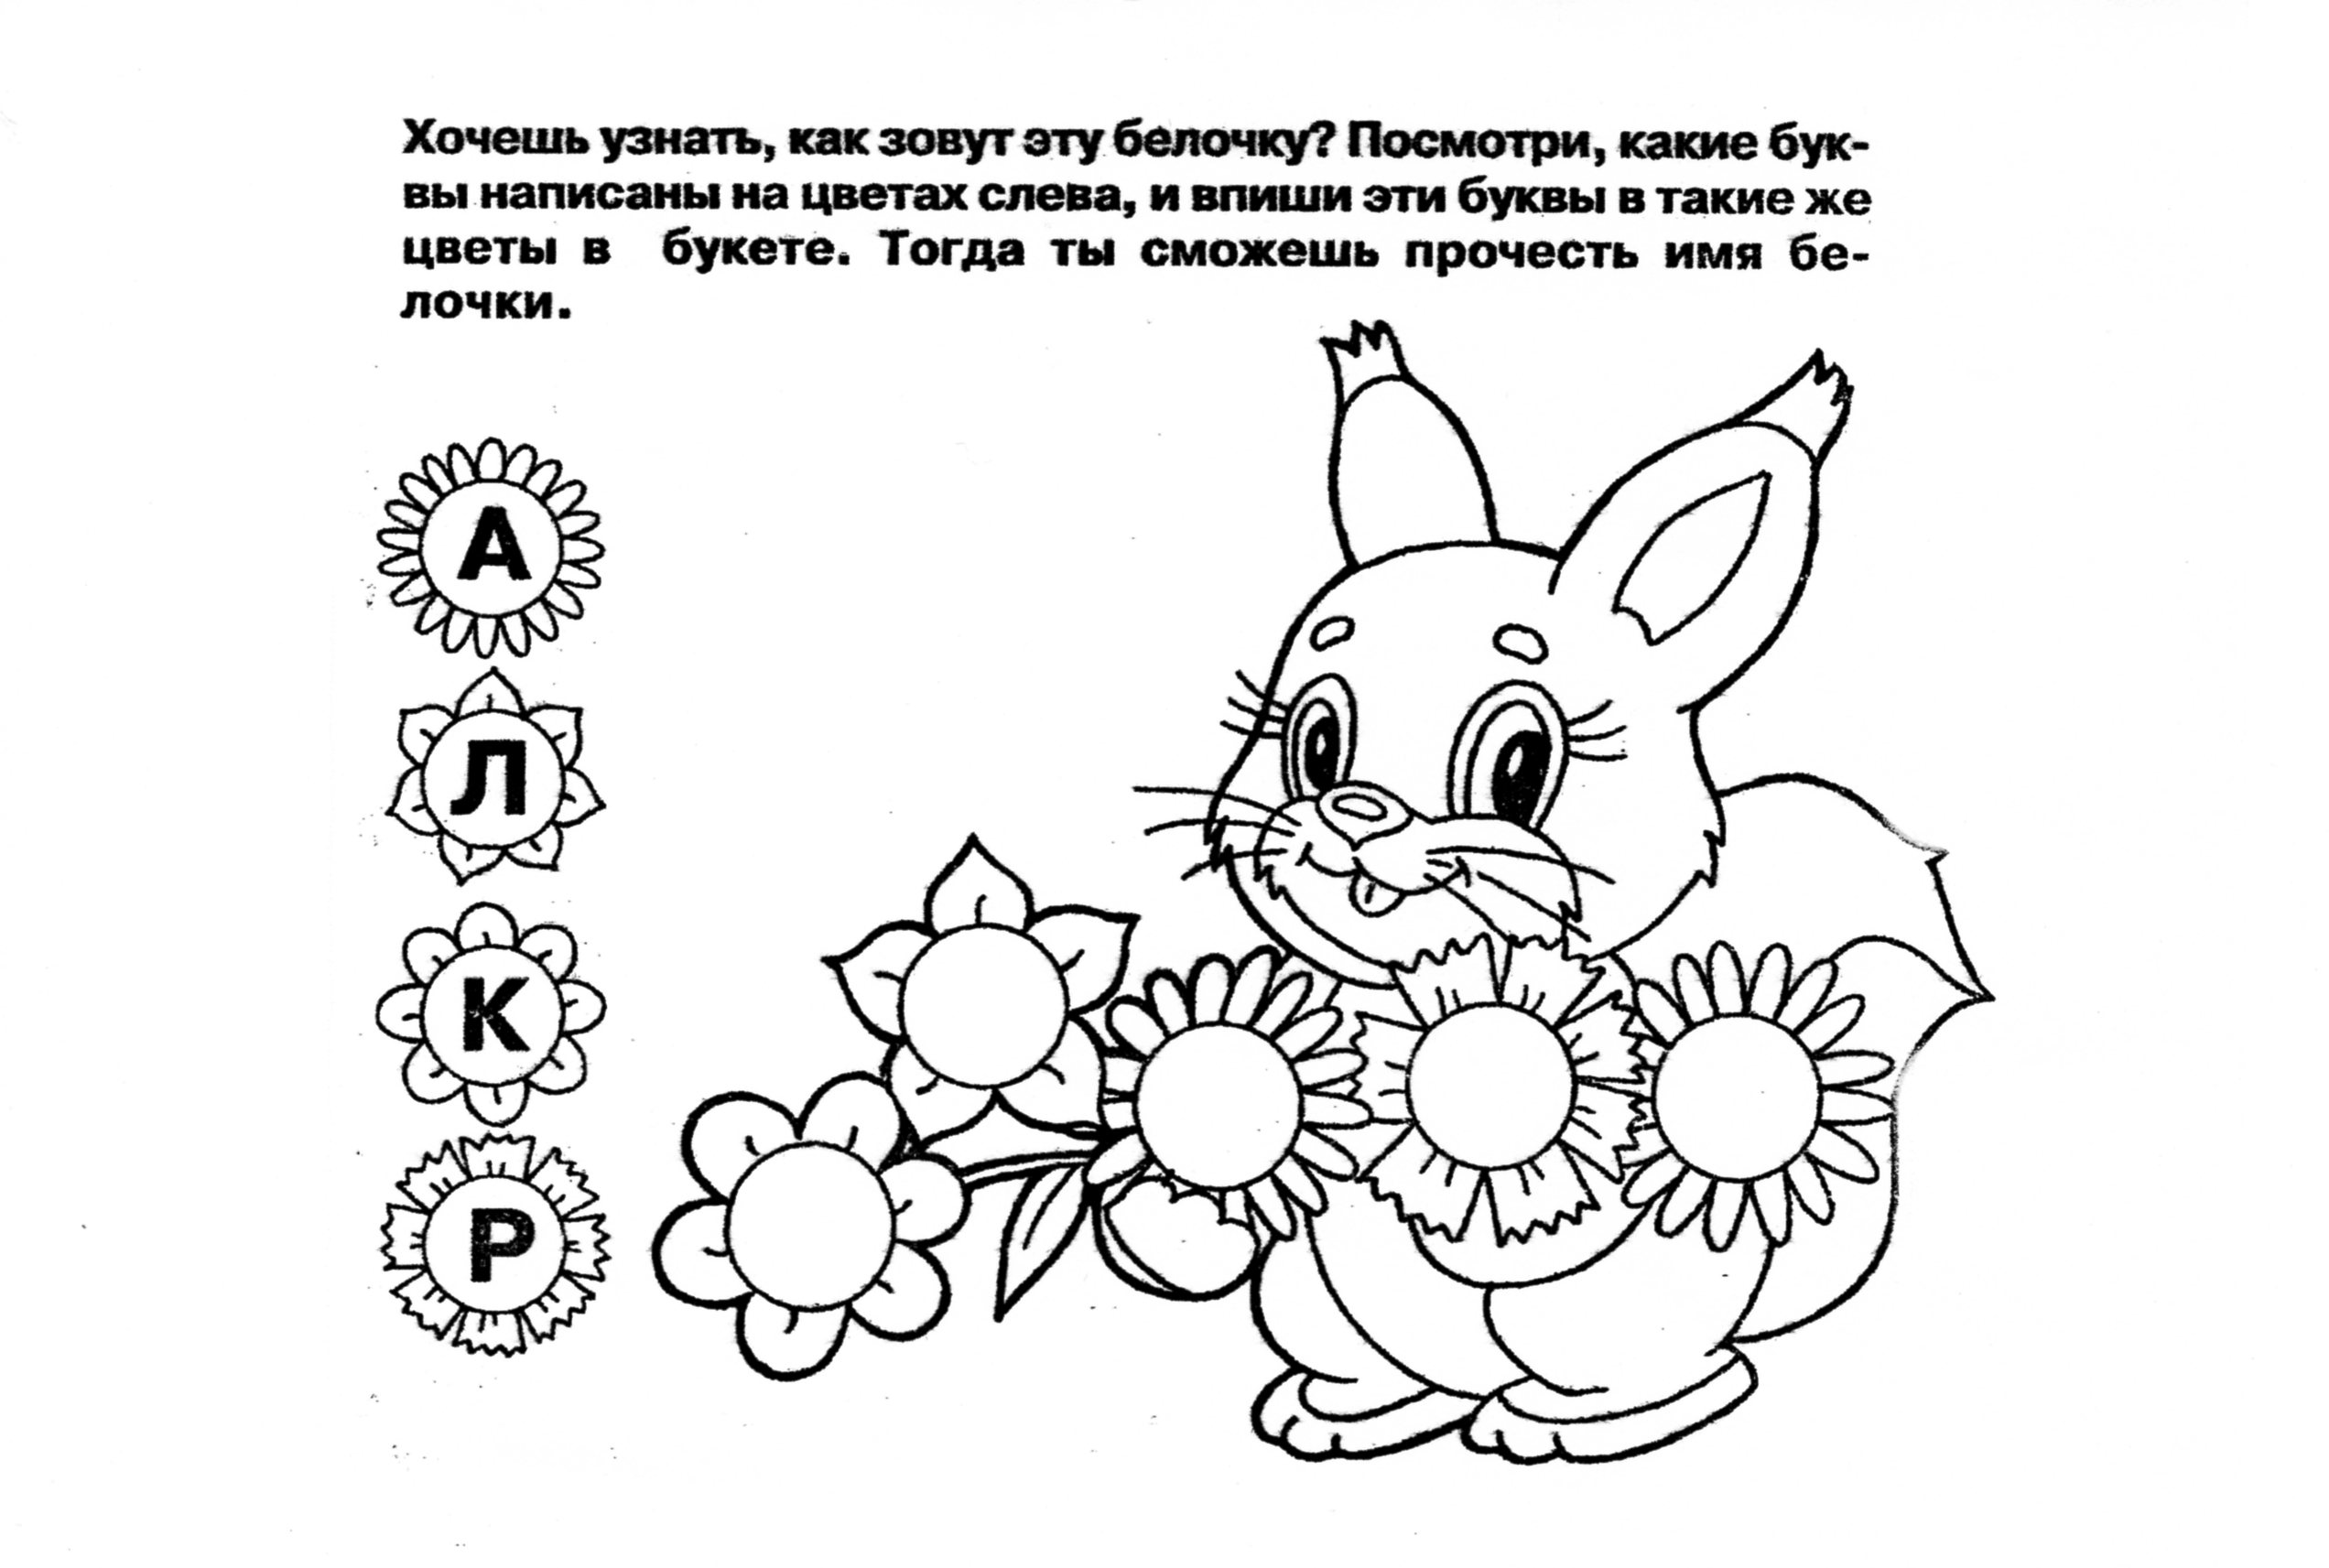 Хочешь узнать, как зовут эту белочку? Посмотри, какие бук-
вы написаны на цветах слева, и впиши эти буквы в такие же
цветы в букете. Тогда ты сможешь прочесть имя бе-
лочки.
А
Л
К
Р